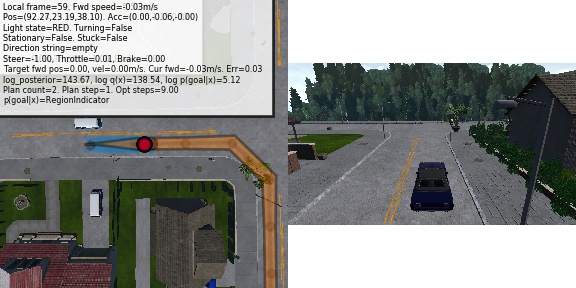 Local frame=59. Fwd speed=-0.03m/s
Pos=(92.27,23.19,38.10). Acc=(0.00,-0.06,-0.00)
Light state=RED. Turning=False
Stationary=False. Stuck=False
Direction string=empty
Steer=-1.00, Throttle=0.01, Brake=0.00
Target fwd pos=0.00, vel=0.00m/s. Cur fwd=-0.03m/s. Err=0.03
log_posterior=143.67, log q(x)=138.54, log p(goal|x)=5.12
Plan count=2. Plan step=1. Opt steps=9.00
p(goal|x)=RegionIndicator